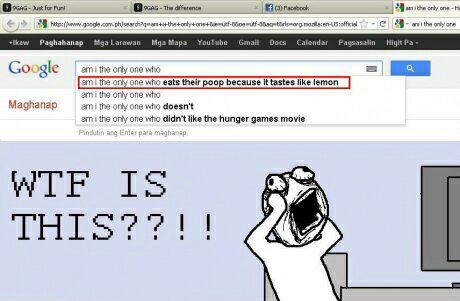 9GAG - Just for Fun!
9GAG - The difference
(3) Facebook
am i the only one - Goo
http://www.google.com.ph/search?q=am+i+the+only+one+&ie=utf-8&oe=utf-8&aq=t&rls=org.mozilla:en-US:official
am i the only one
+Ikaw Paghahanap Mga Larawan Mga Mapa YouTube Gmail Docs Calendar Pagsasalin Higit Pa
Google
am i the only one who
am i the only one who eats their poop because it tastes like lemon
am i the only one who
Maghanap
am i the only one who doesn't
am i the only one who didn't like the hunger games movie
Pindutin ang Enter para maghanap.
WTF IS
THIS??!!